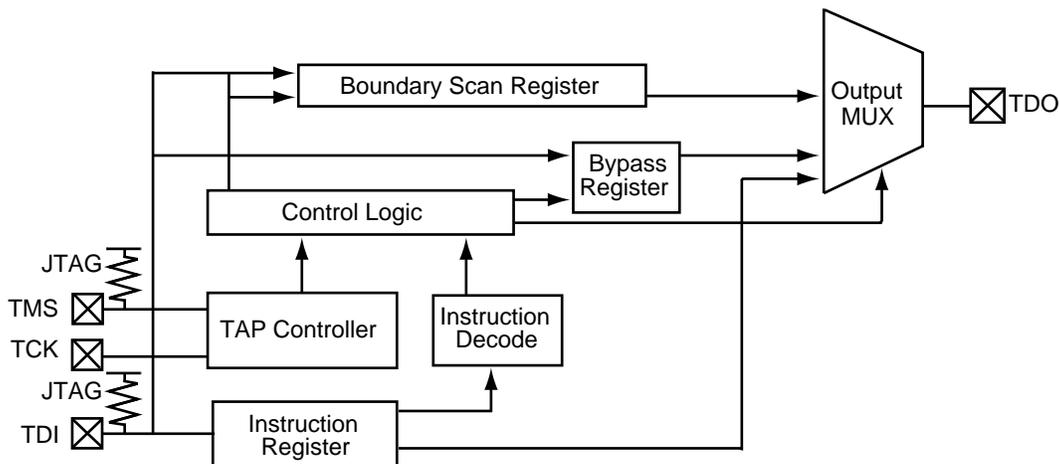 Boundary Scan Register
Output
MUX
TDO
Bypass
Register
Control Logic
JTAG
TMS
TAP Controller
Instruction
Decode
TCK
JTAG
TDI
Instruction
Register